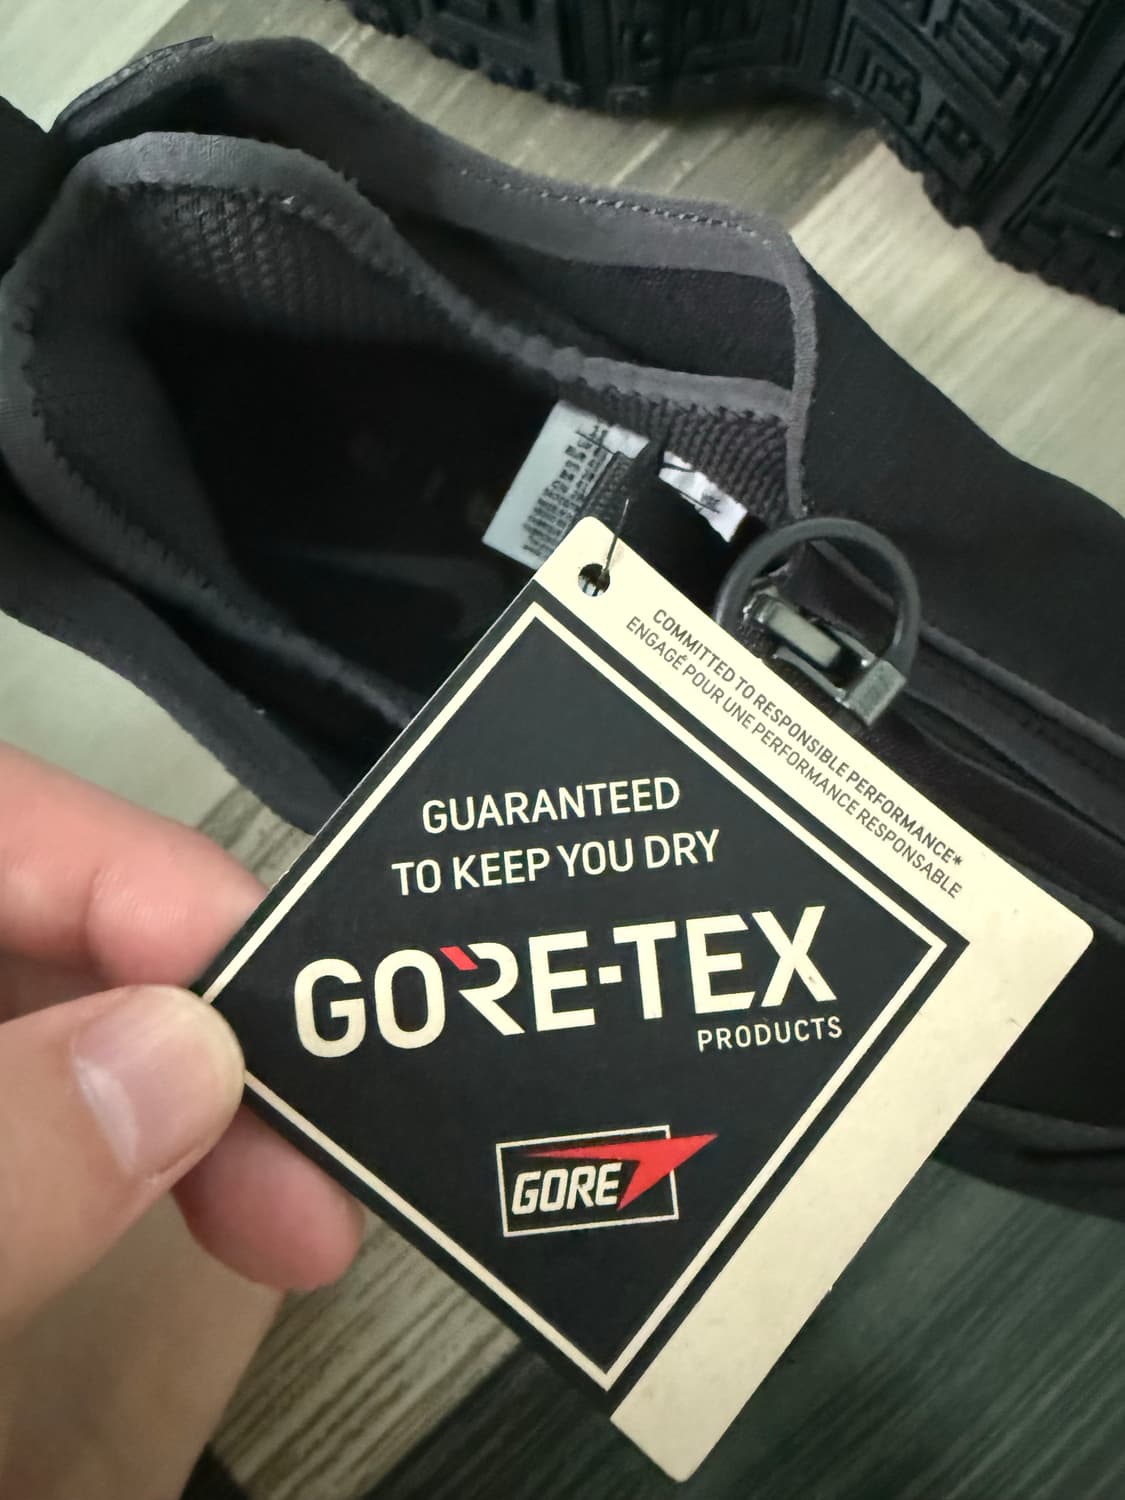 COMMITTED TO RESPONSIBLE PERFORMANCE*
ENGAGÉ POUR UNE PERFORMANCE RESPONSABLE
GUARANTEED
TO KEEP YOU DRY
GORE-TEX
PRODUCTS
GORE